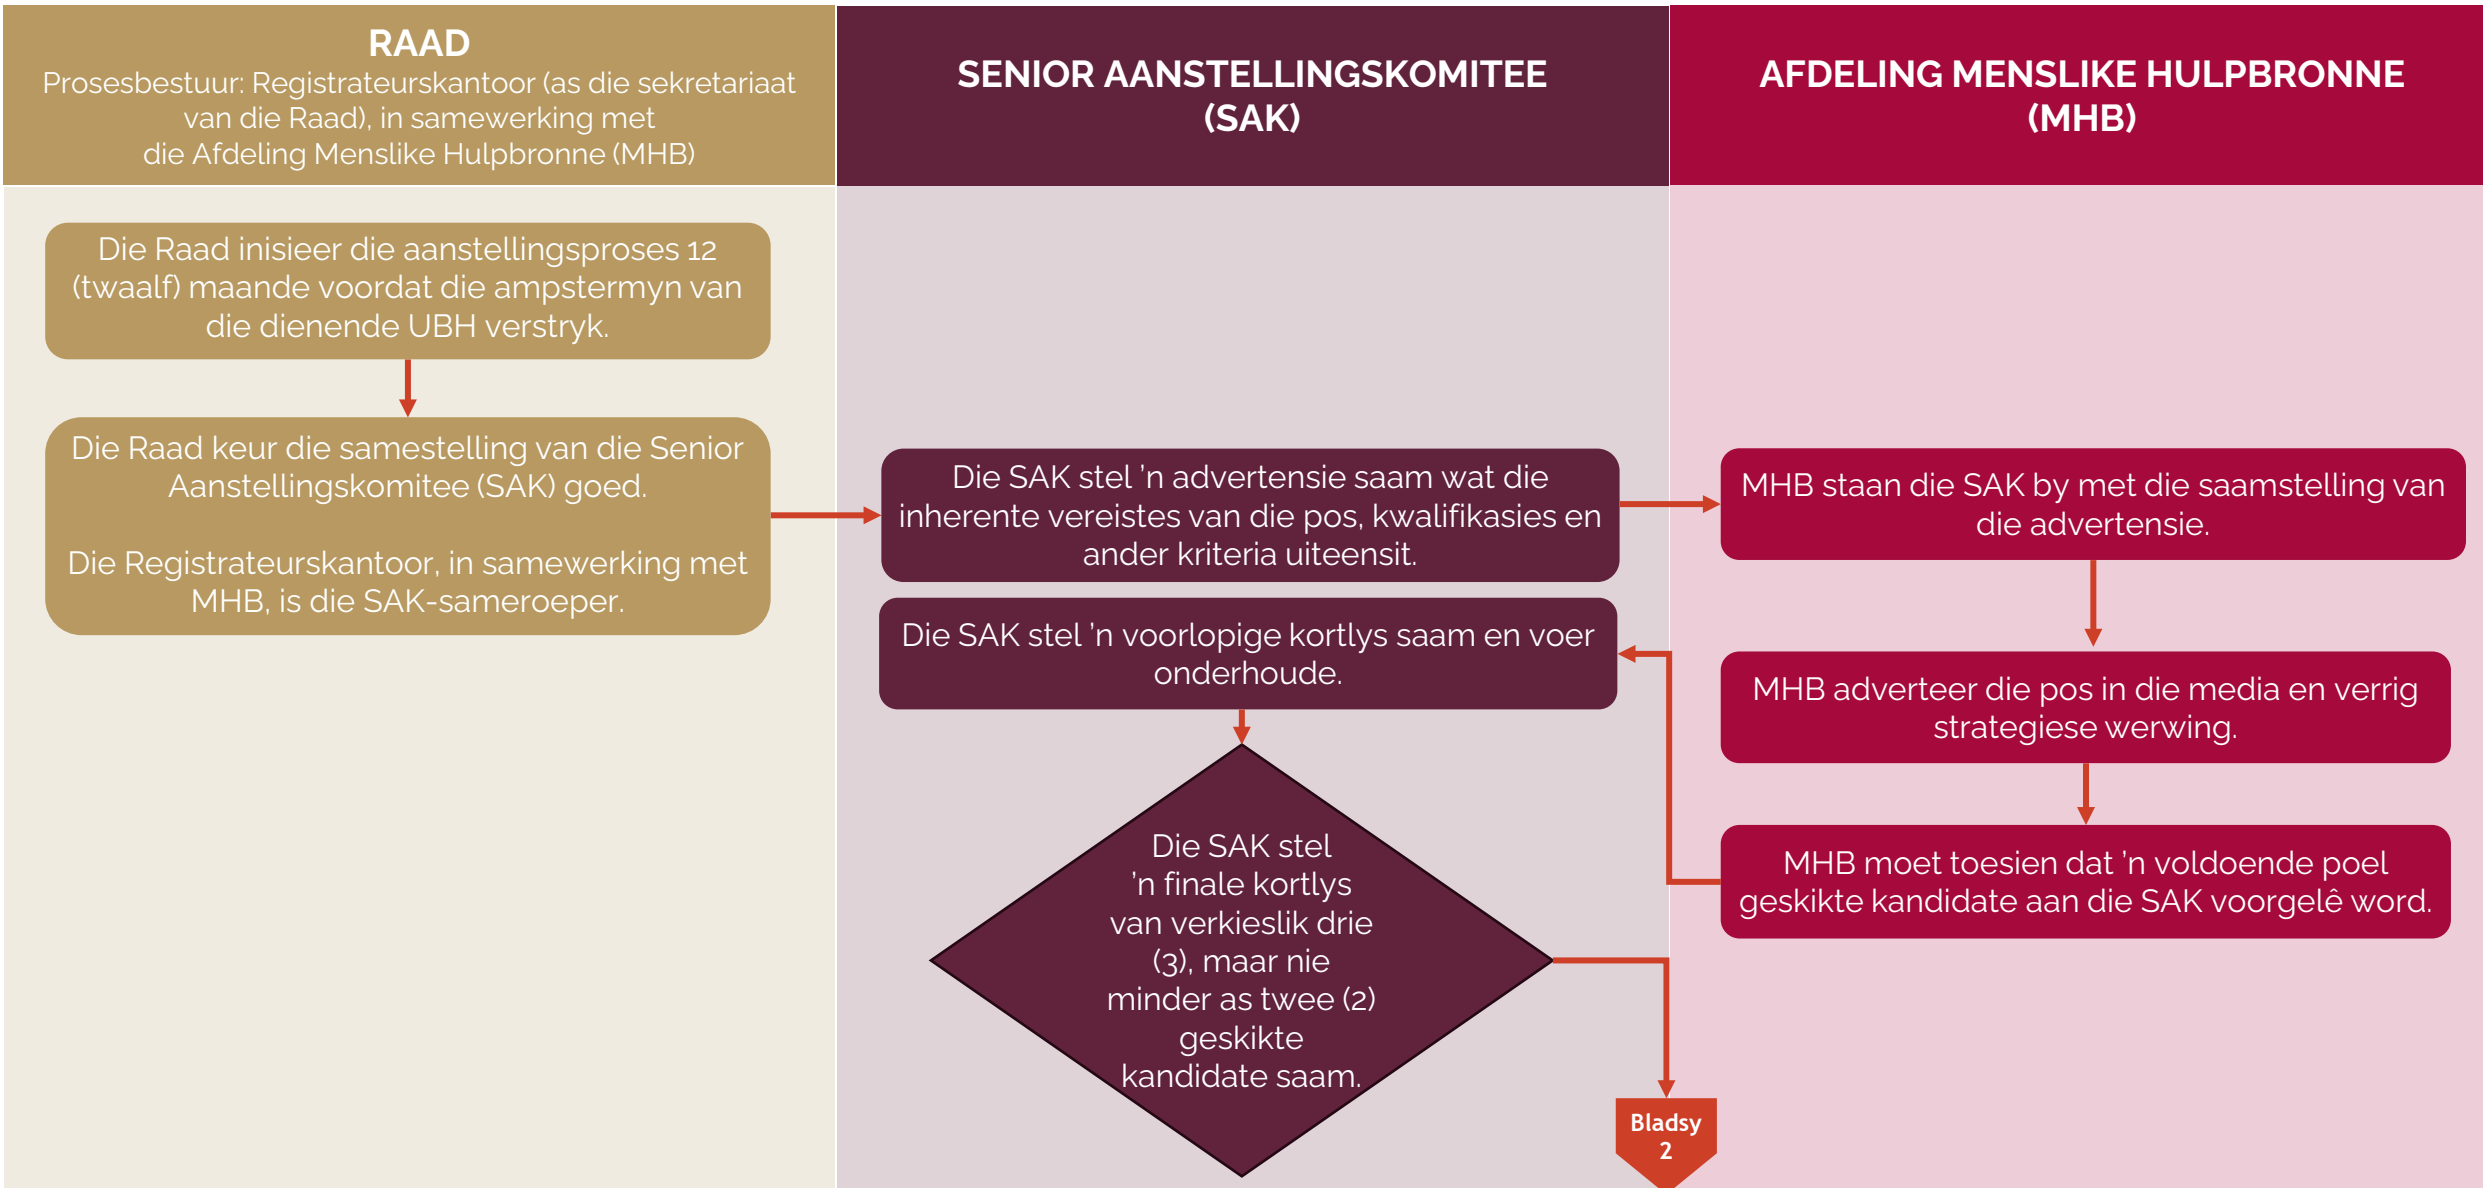 RAAD
Prosesbestuur: Registrateurskantoor (as die sekretariaat
van die Raad), in samewerking met
die Afdeling Menslike Hulpbronne (MHB)
SENIOR AANSTELLINGSKOMITEE
(SAK)
AFDELING MENSLIKE HULPBRONNE
(MHB)
Die Raad inisieer die aanstellingsproses 12
(twaalf) maande voordat die ampstermyn van
die dienende UBH verstryk.
Die Raad keur die samestelling van die Senior
Aanstellingskomitee (SAK) goed.
Die Registrateurskantoor, in samewerking met
MHB, is die SAK-sameroeper.
Die SAK stel ’n advertensie saam wat die
inherente vereistes van die pos, kwalifikasies en
ander kriteria uiteensit.
MHB staan die SAK by met die saamstelling van
die advertensie.
MHB adverteer die pos in die media en verrig
strategiese werwing.
MHB moet toesien dat ’n voldoende poel
geskikte kandidate aan die SAK voorgelê word.
Die SAK stel ’n voorlopige kortlys saam en voer
onderhoude.
Die SAK stel
’n finale kortlys
van verkieslik drie
(3), maar nie
minder as twee (2)
geskikte
kandidate saam.
Bladsy
2